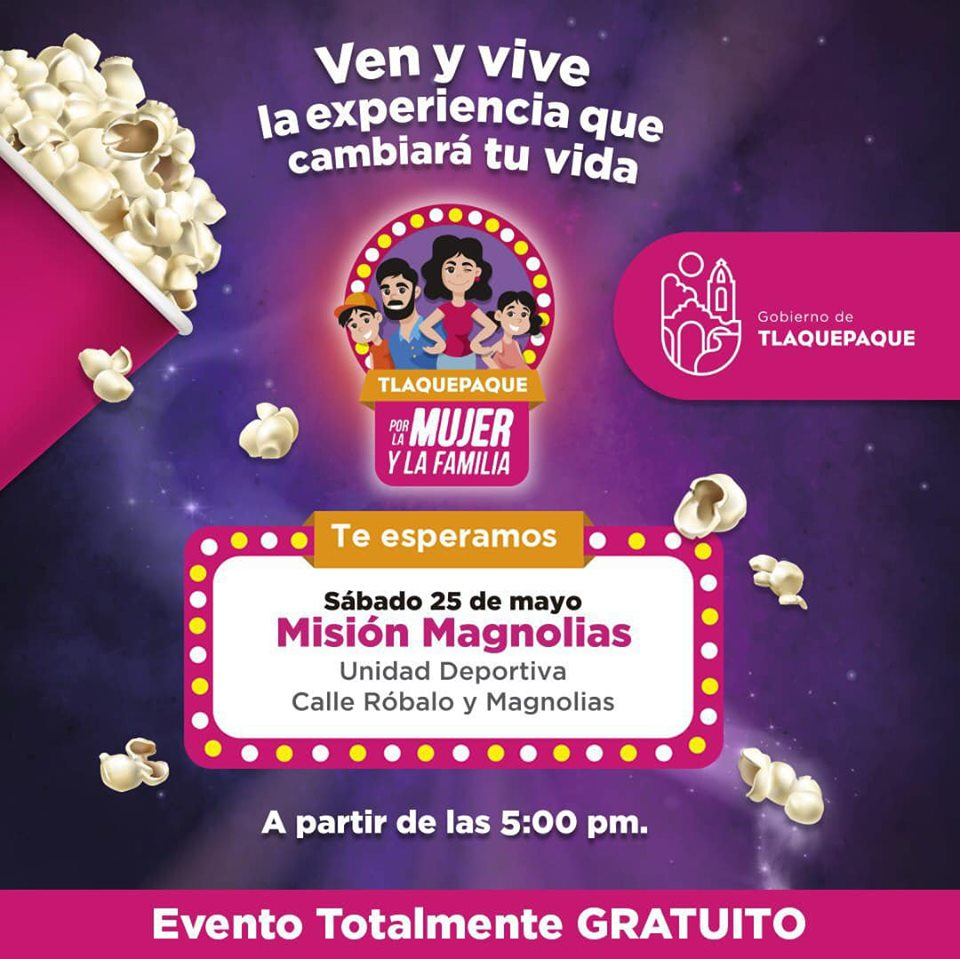 Ven y vive
la experiencia que
cambiará tu vida
Gobierno de
TLAQUEPAQUE
TLAQUEPAQUE
POR LA MUJER
Y LA FAMILIA
Te esperamos
Sábado 25 de mayo
Misión Magnolias
Unidad Deportiva
Calle Róbalo y Magnolias
A partir de las 5:00 pm.
Evento Totalmente GRATUITO